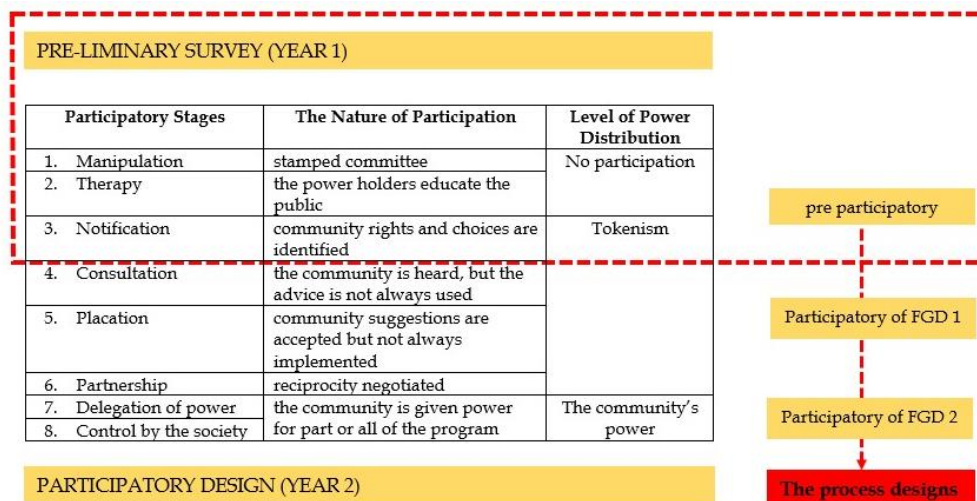 PRE-LIMINARY SURVEY (YEAR 1)
Participatory Stages
The Nature of Participation
Level of Power
Distribution
1. Manipulation
stamped committee
No participation
2. Therapy
the power holders educate the
public
3. Notification
community rights and choices are
identified
Tokenism
4. Consultation
the community is heard, but the
advice is not always used
5. Placation
community suggestions are
accepted but not always
implemented
6. Partnership
reciprocity negotiated
7. Delegation of power
8. Control by the society
the community is given power
for part or all of the program
The community's
power
PARTICIPATORY DESIGN (YEAR 2)
pre participatory
Participatory of FGD 1
Participatory of FGD 2
The process designs